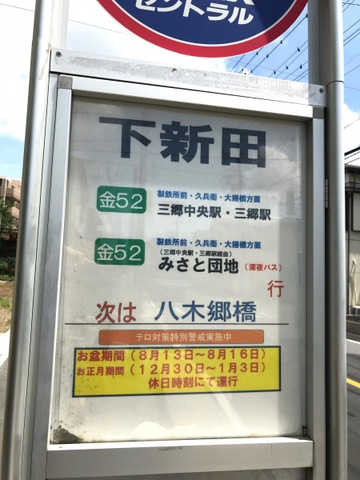 セントラル
下新田
金52
製鉄所前・久兵衛・大膳橋方面
三郷中央駅・三郷駅
金52
製鉄所前・久兵衛・大膳橋方面
(三郷中央駅・三郷駅経由)
みさと団地(深夜バス)
行
次は 八木郷橋
テロ対策特別警戒実施中
お盆期間(8月13日〜8月16日)
お正月期間(12月30日〜1月3日)
休日時刻にて運行